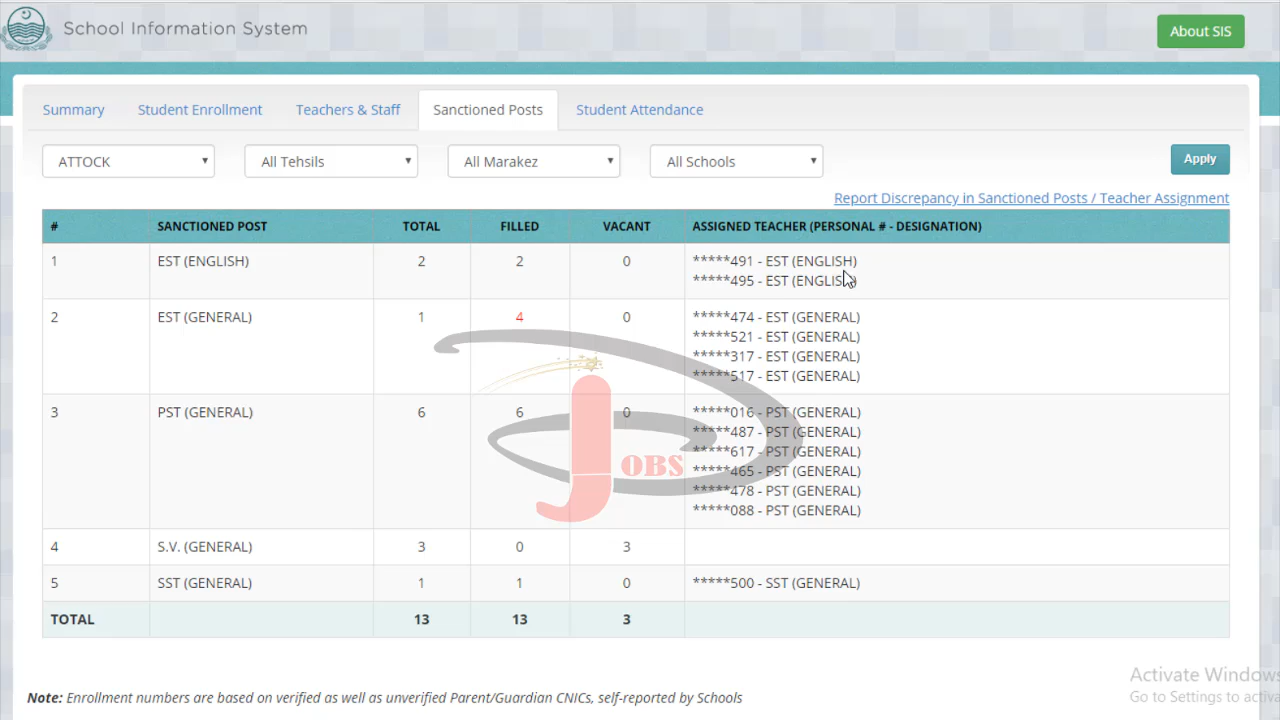 School Information System
About SIS
Summary
Student Enrollment
Teachers & Staff
Sanctioned Posts
Student Attendance
ATTOCK
All Tehsils
All Marakez
All Schools
Apply
Report Discrepancy in Sanctioned Posts / Teacher Assignment
# SANCTIONED POST TOTAL FILLED VACANT ASSIGNED TEACHER (PERSONAL # - DESIGNATION)
1 EST (ENGLISH) 2 2 0 *****491 - EST (ENGLISH)
*****495 - EST (ENGLISH)
2 EST (GENERAL) 1 4 0 *****474 - EST (GENERAL)
*****521 - EST (GENERAL)
*****317 - EST (GENERAL)
*****517 - EST (GENERAL)
3 PST (GENERAL) 6 6 0 *****016 - PST (GENERAL)
*****487 - PST (GENERAL)
*****617 - PST (GENERAL)
*****465 - PST (GENERAL)
*****478 - PST (GENERAL)
*****088 - PST (GENERAL)
JOBS
4 S.V. (GENERAL) 3 0 3
5 SST (GENERAL) 1 1 0 *****500 - SST (GENERAL)
TOTAL 13 13 3
Note: Enrollment numbers are based on verified as well as unverified Parent/Guardian CNICs, self-reported by Schools
Activate Windows
Go to Settings to activa